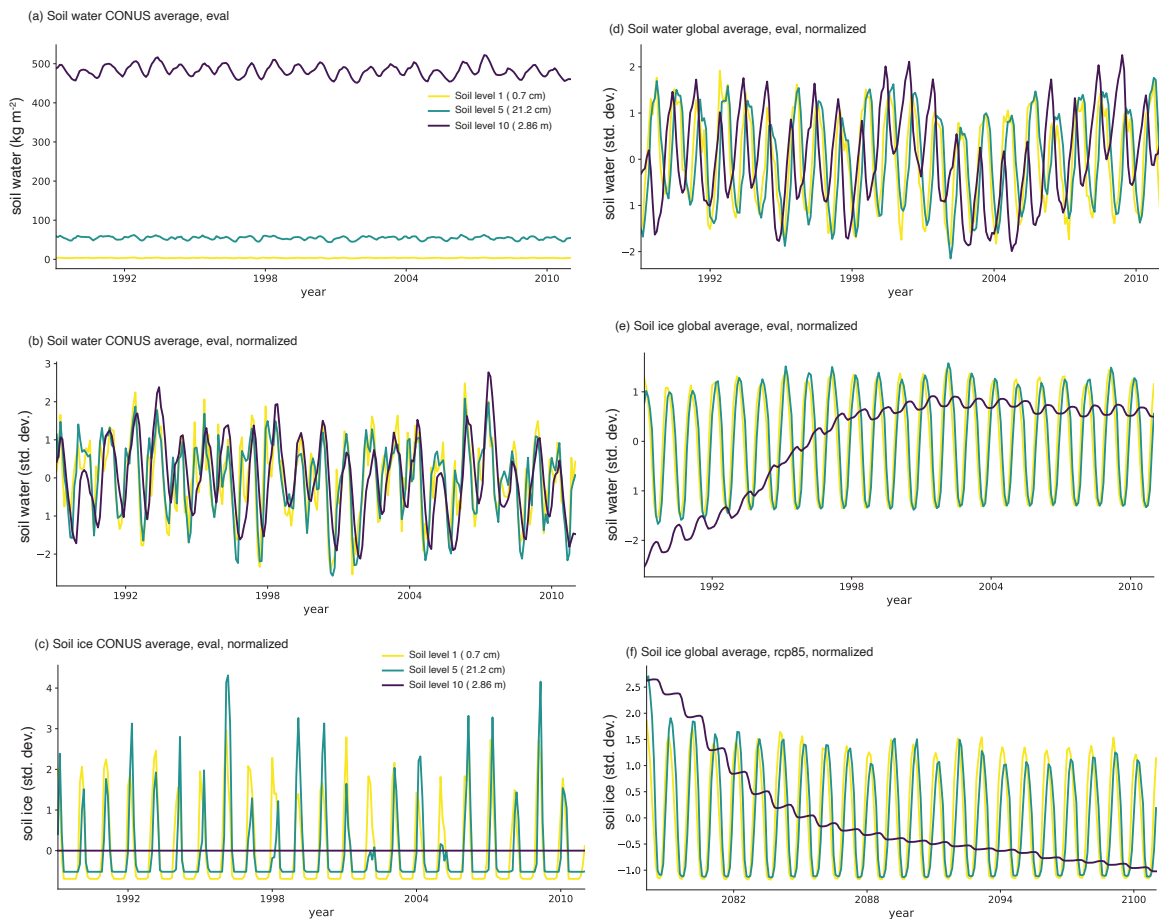 (a) Soil water CONUS average, eval
soil water (kg m⁻²)
500
400
300
200
100
0
Soil level 1 ( 0.7 cm)
Soil level 5 ( 21.2 cm)
Soil level 10 ( 2.86 m)
1992
1998
2004
2010
year
(b) Soil water CONUS average, eval, normalized
soil water (std. dev.)
3
2
1
0
1
−2
1992
1998
2004
2010
year
(c) Soil ice CONUS average, eval, normalized
Soil level 1 ( 0.7 cm)
Soil level 5 ( 21.2 cm)
Soil level 10 ( 2.86 m)
soil ice (std. dev.)
4
3
2
1
0
1992
1998
2004
2010
year
(d) Soil water global average, eval, normalized
soil water (std. dev.)
2
1
0
1
−2
1992
1998
2004
2010
year
(e) Soil ice global average, eval, normalized
soil water (std. dev.)
1
0
1
−2
1992
1998
2004
2010
year
(f) Soil ice global average, rcp85, normalized
soil ice (std. dev.)
2.5
2.0
1.5
1.0
0.5
0.0
−0.5
−1.0
2082
2088
2094
2100
year